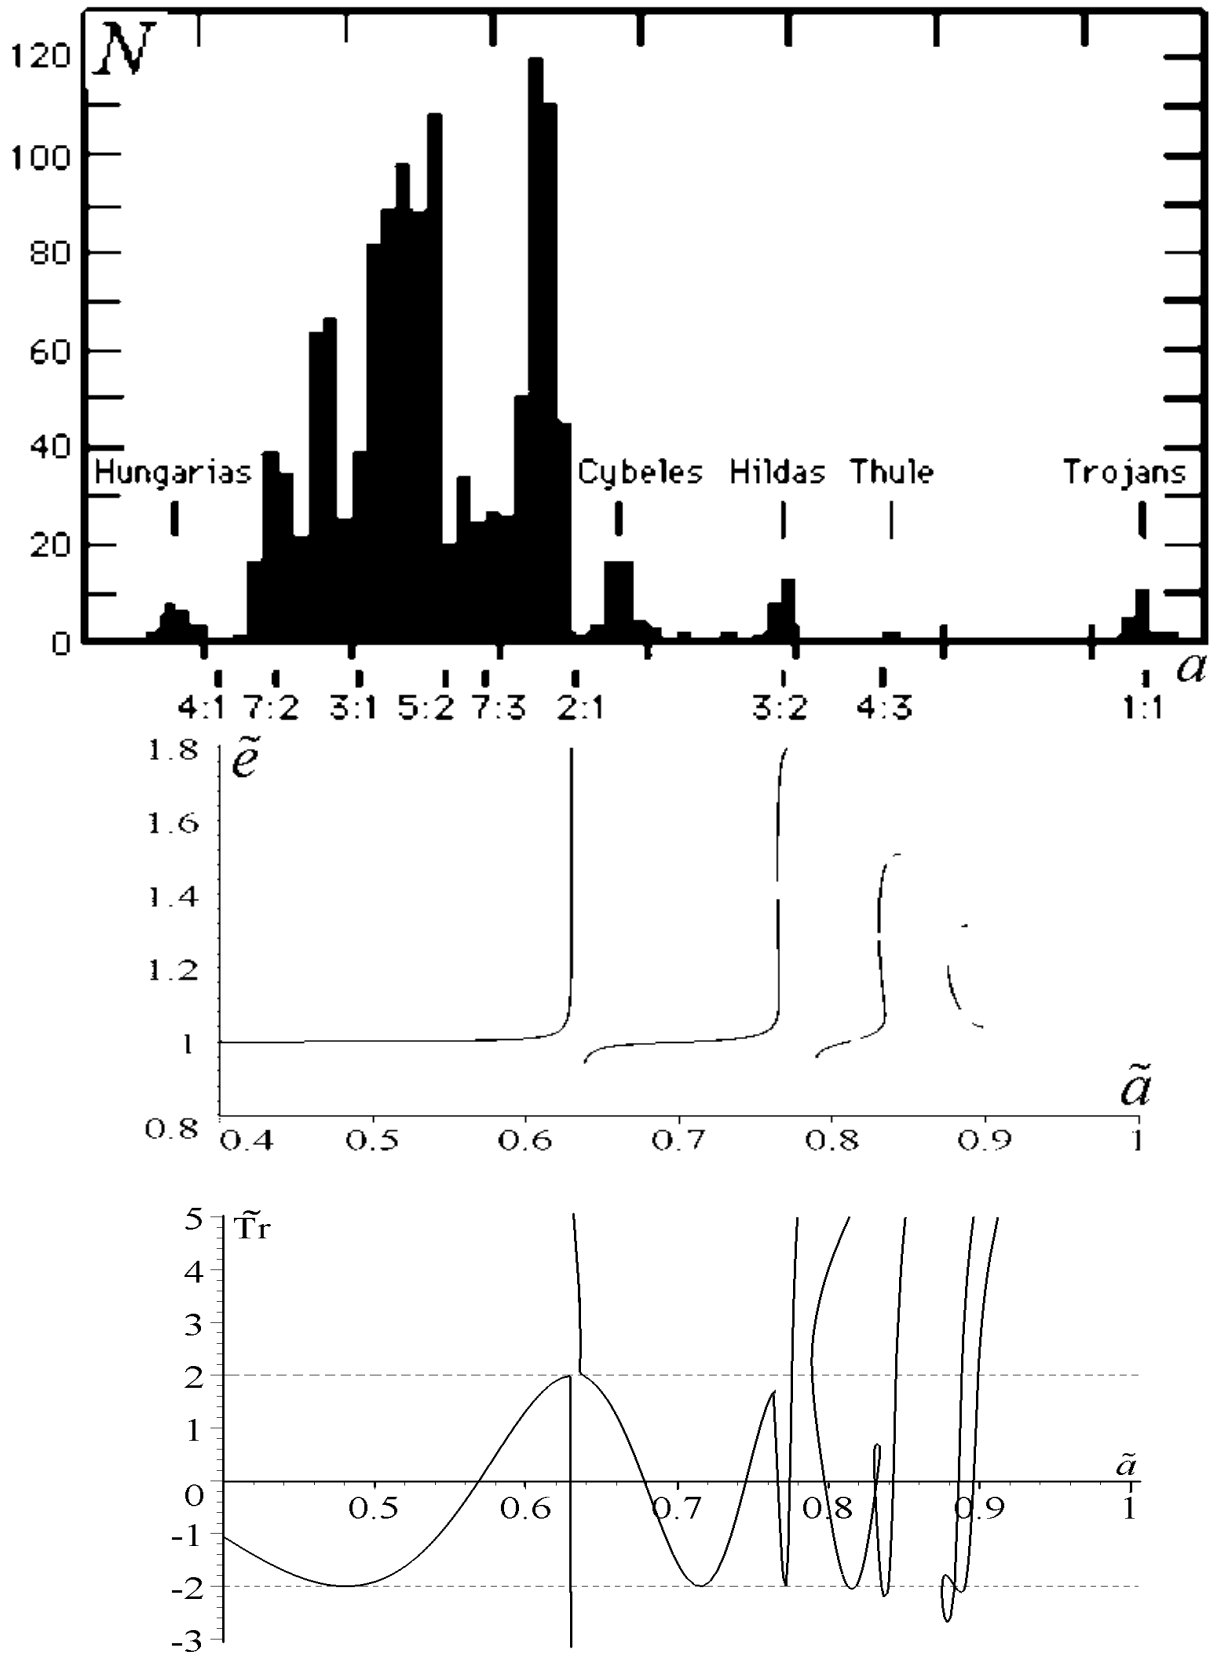 N
120
100
80
60
40
20
0
Hungarias Cybeles Hildas Thule Trojans
a
4:1 7:2 3:1 5:2 7:3 2:1 3:2 4:3 1:1
1.8 ẽ
1.6
1.4
1.2
1
ã
0.8 0.4 0.5 0.6 0.7 0.8 0.9 1
5 T̃r
4
3
2
1
ã
0 0.5 0.6 0.7 0.8 0.9 1
-1
-2
-3